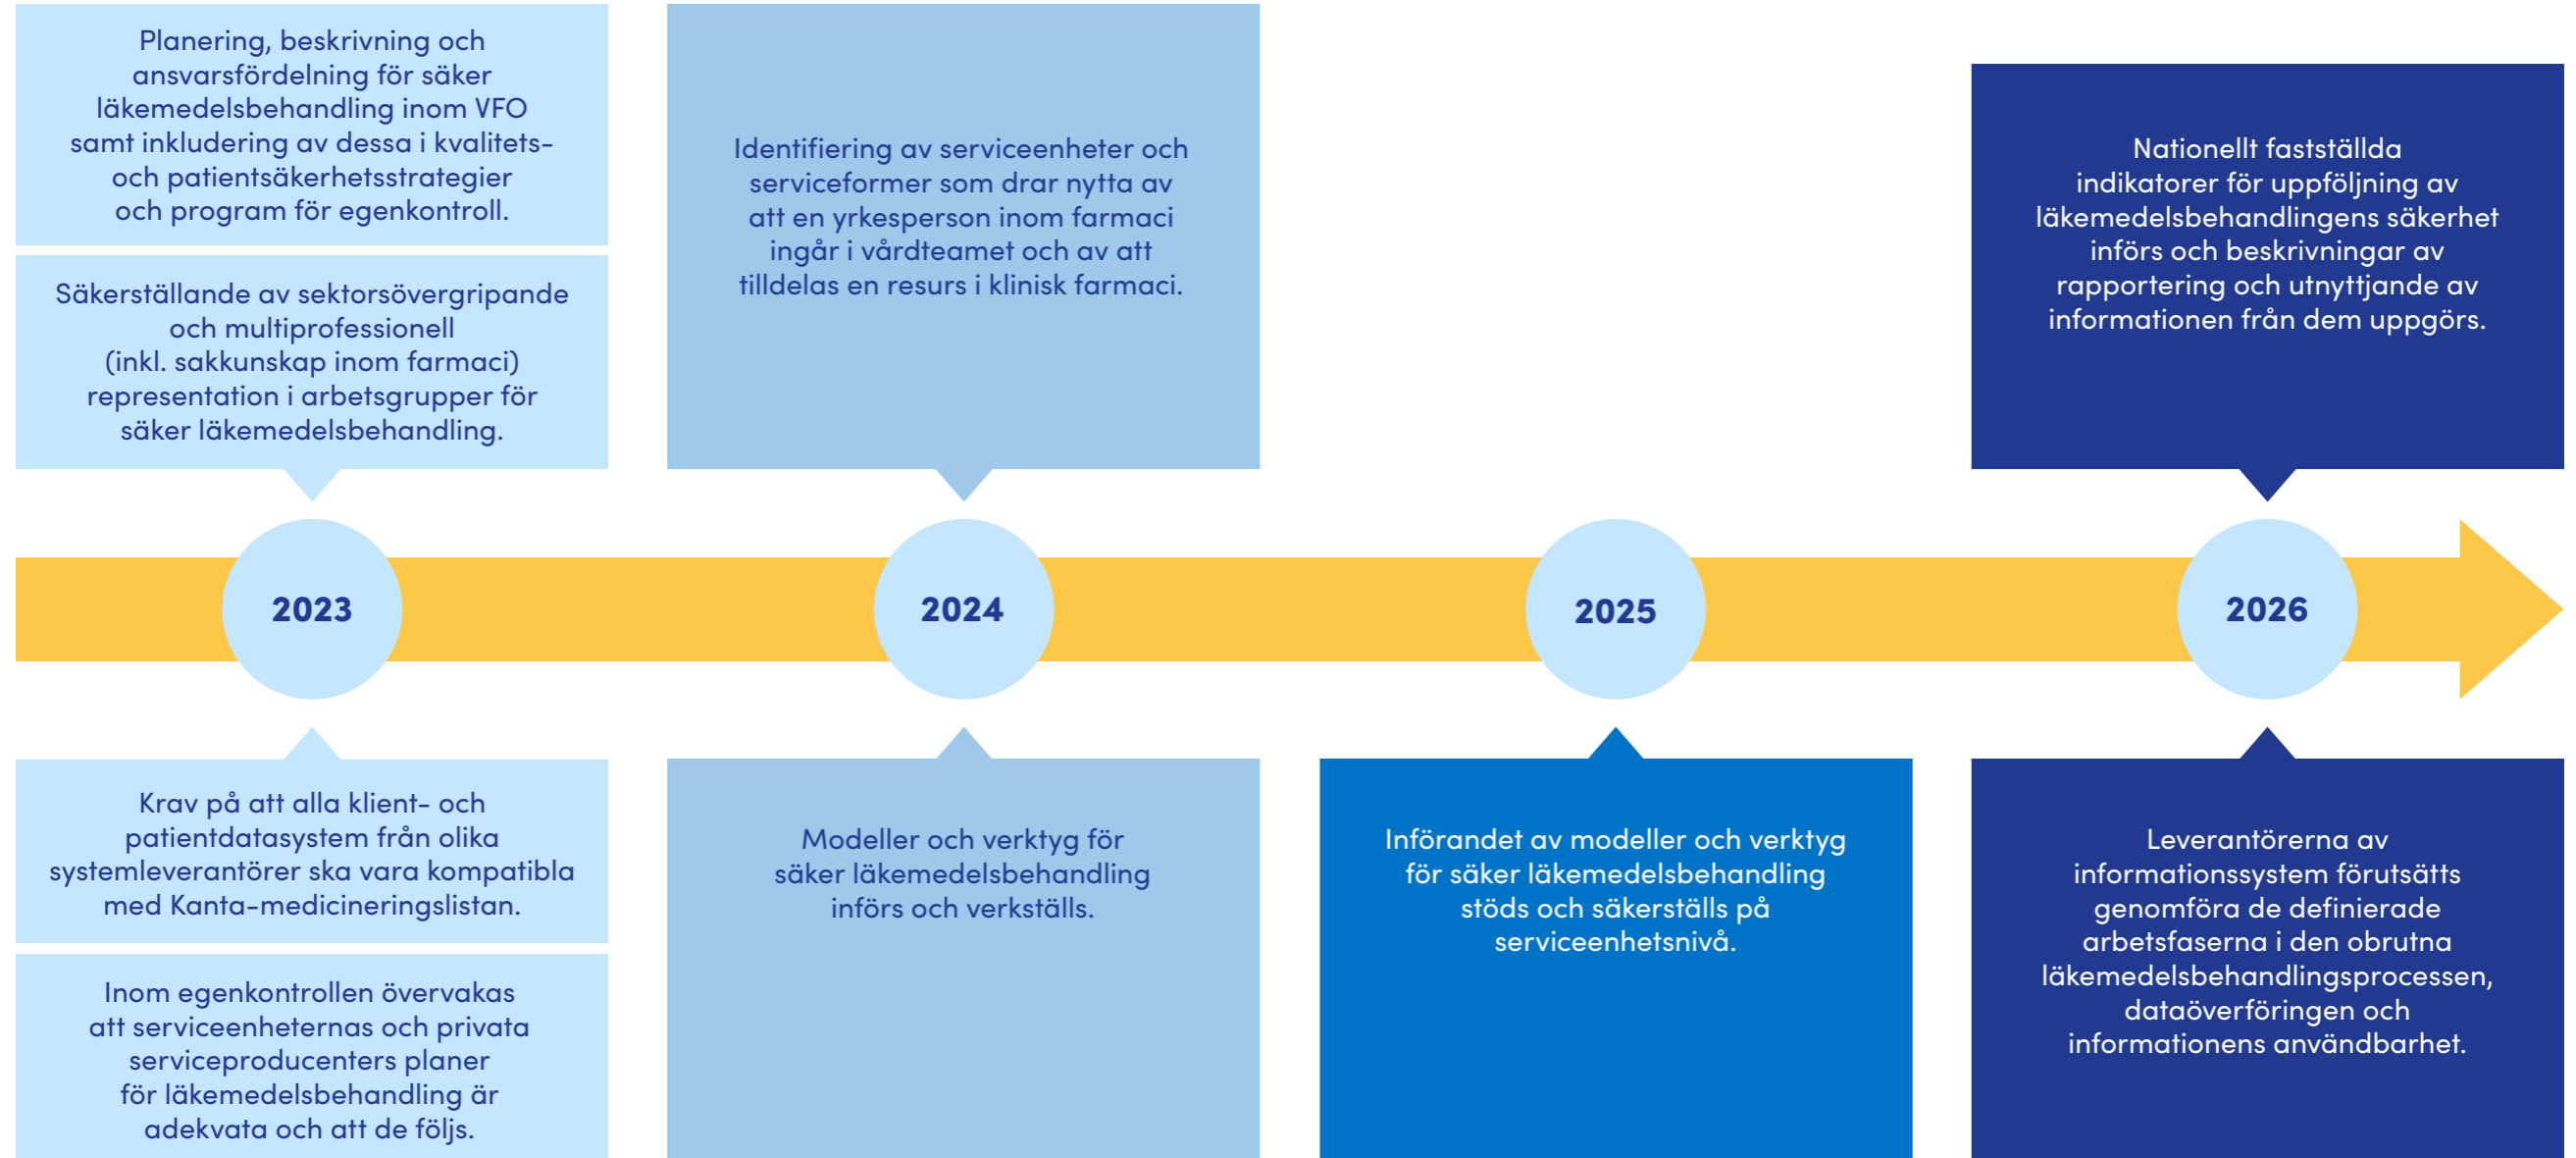 Planering, beskrivning och
ansvarsfördelning för säker
läkemedelsbehandling inom VFO
samt inkludering av dessa i kvalitets-
och patientsäkerhetsstrategier
och program för egenkontroll.
Säkerställande av sektorsövergripande
och multiprofessionell
(inkl. sakkunskap inom farmaci)
representation i arbetsgrupper för
säker läkemedelsbehandling.
Identifiering av serviceenheter och
serviceformer som drar nytta av
att en yrkesperson inom farmaci
ingår i vårdteamet och av att
tilldelas en resurs i klinisk farmaci.
Nationellt fastställda
indikatorer för uppföljning av
läkemedelsbehandlingens säkerhet
införs och beskrivningar av
rapportering och utnyttjande av
informationen från dem uppgörs.
2023
2024
2025
2026
Krav på att alla klient- och
patientdatasystem från olika
systemleverantörer ska vara kompatibla
med Kanta-medicineringslistan.
Inom egenkontrollen övervakas
att serviceenheternas och privata
serviceproducenters planer
för läkemedelsbehandling är
adekvata och att de följs.
Modeller och verktyg för
säker läkemedelsbehandling
införs och verkställs.
Införandet av modeller och verktyg
för säker läkemedelsbehandling
stöds och säkerställs på
serviceenhetsnivå.
Leverantörerna av
informationssystem förutsätts
genomföra de definierade
arbetsfaserna i den obrutna
läkemedelsbehandlingsprocessen,
dataöverföringen och
informationens användbarhet.